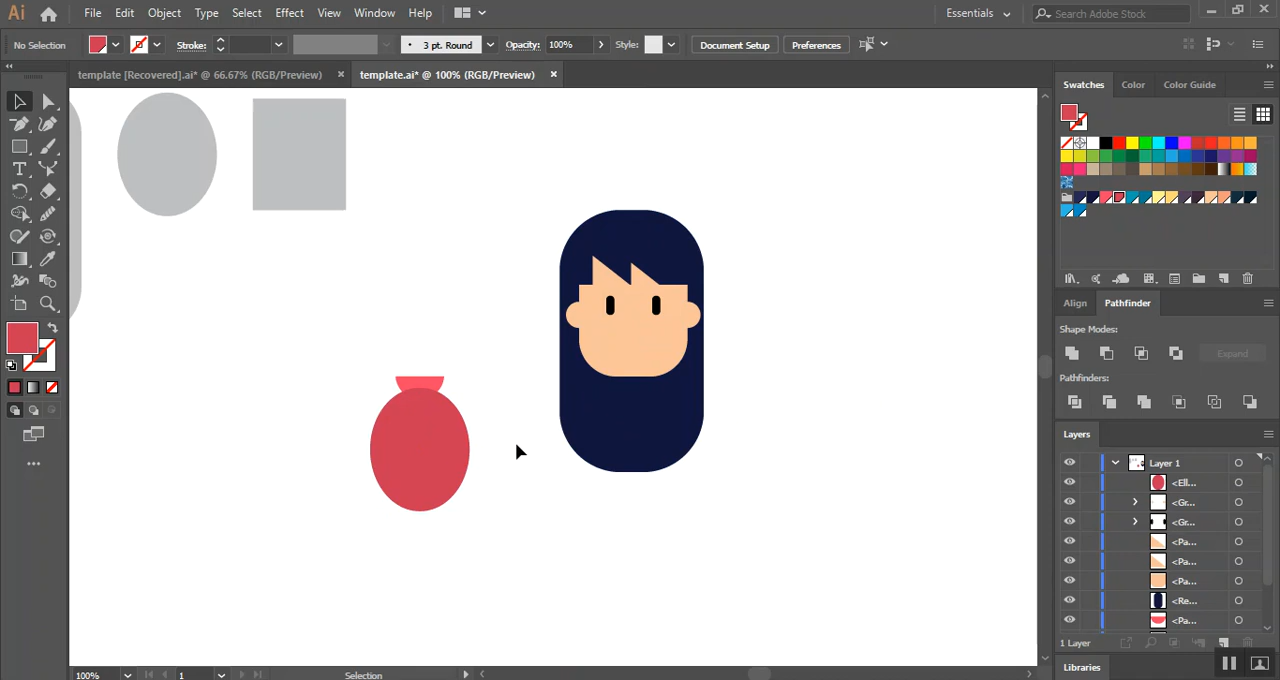 Ai File Edit Object Type Select Effect View Window Help Essentials Search Adobe Stock
No Selection Stroke: • 3 pt. Round Opacity: 100% Style: Document Setup Preferences
template [Recovered].ai* @ 66.67% (RGB/Preview) × template.ai* @ 100% (RGB/Preview) ×
Swatches Color Color Guide
Align Pathfinder
Shape Modes:
Expand
Pathfinders:
Layers
Layer 1
<Ell...
<Gr...
<Gr...
<Pa...
<Pa...
<Pa...
<Re...
<Pa...
1 Layer
Libraries
100% 1 Selection